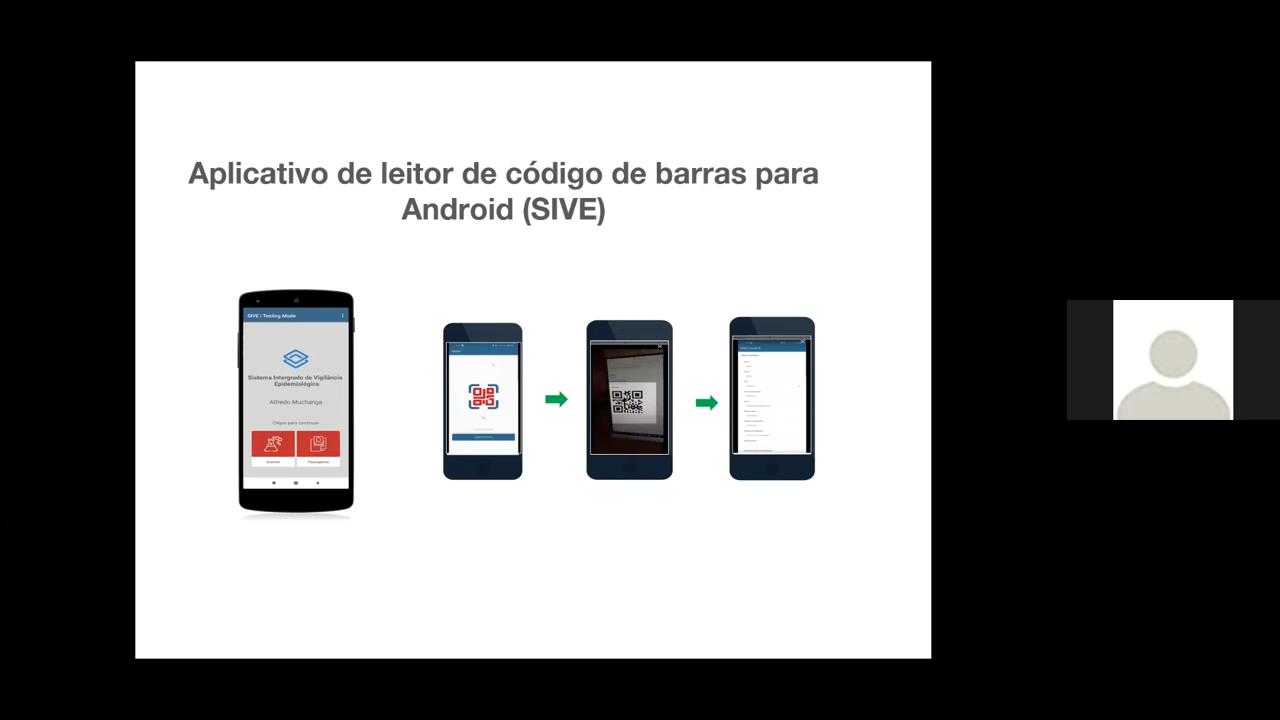 Aplicativo de leitor de código de barras para
Android (SIVE)
SIVE | Testing Mode
Sistema Intergrado de Vigilância
Epidemiológica
Alfredo Muchanga
Clique para continuar
Exames
Passageiros